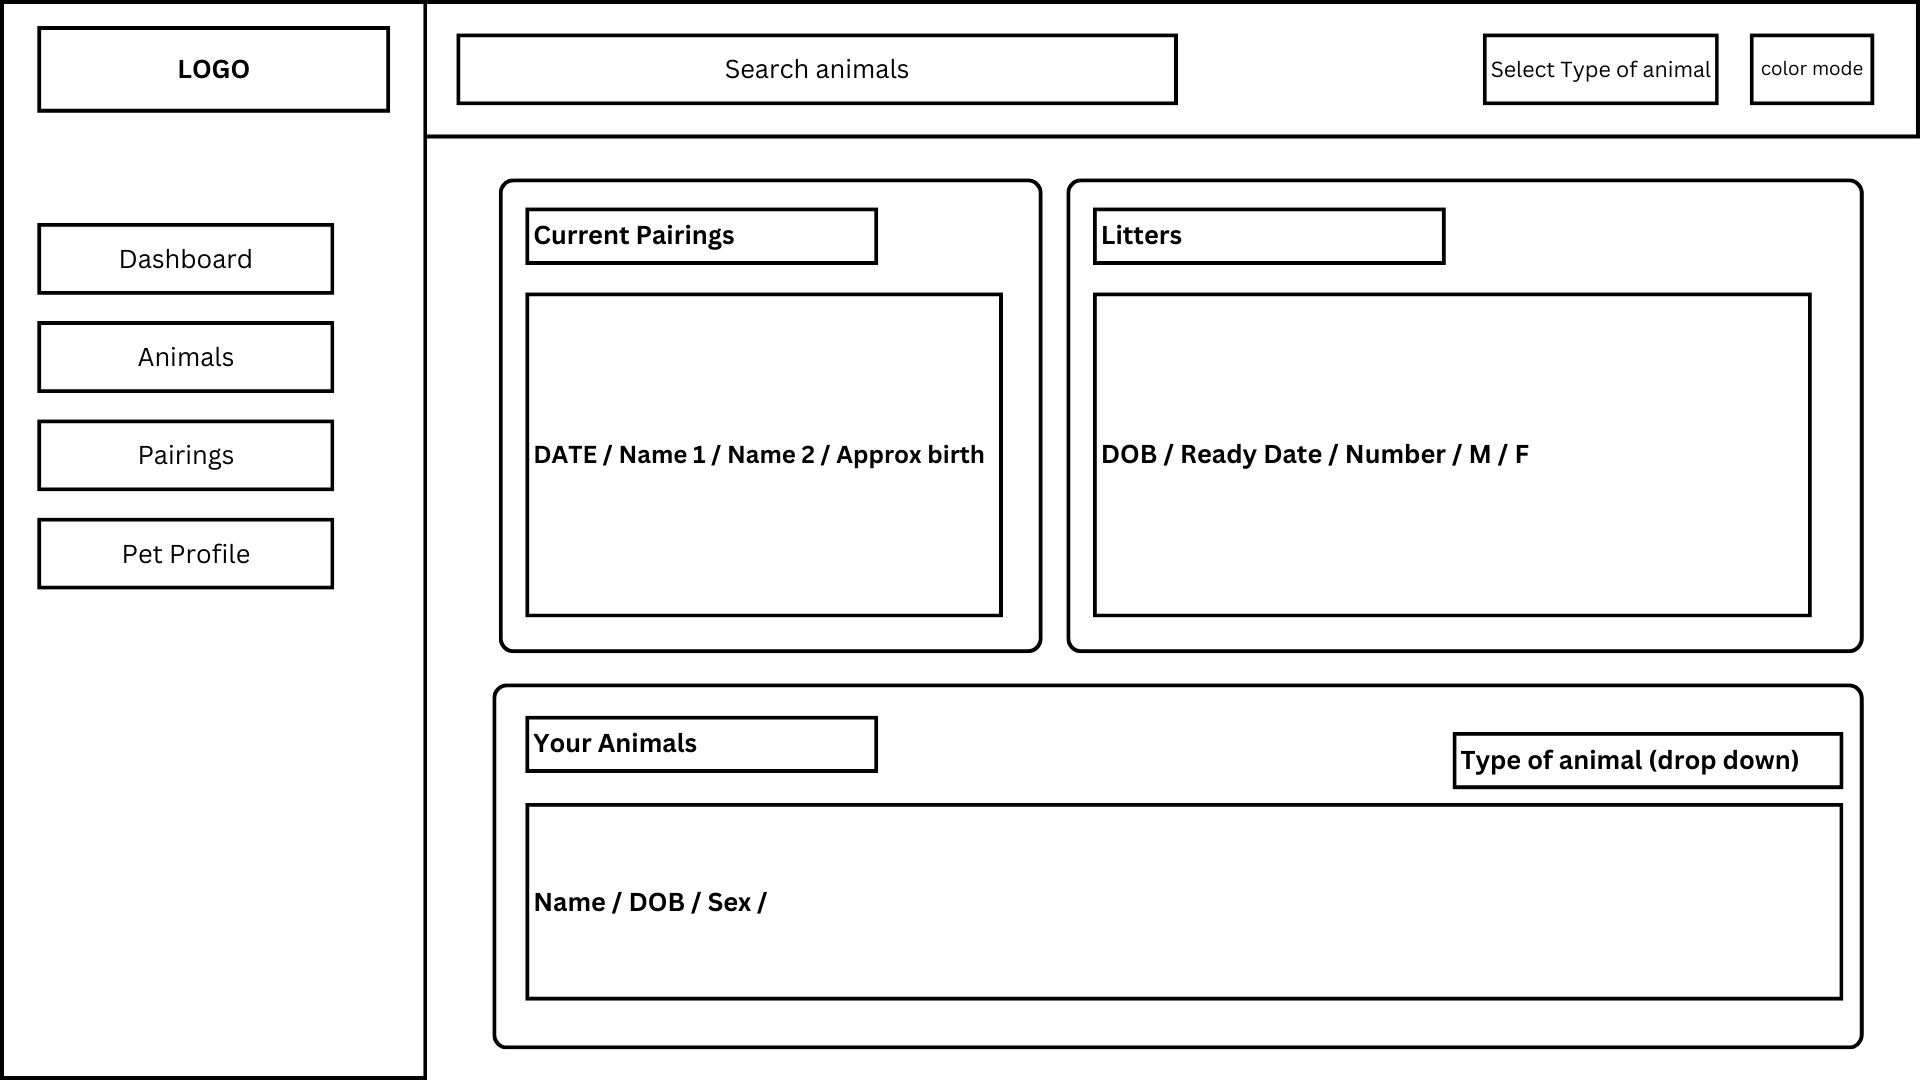 LOGO
Search animals
Select Type of animal
color mode
Dashboard
Animals
Pairings
Pet Profile
Current Pairings
DATE / Name 1 / Name 2 / Approx birth
Litters
DOB / Ready Date / Number / M / F
Your Animals
Type of animal (drop down)
Name / DOB / Sex /